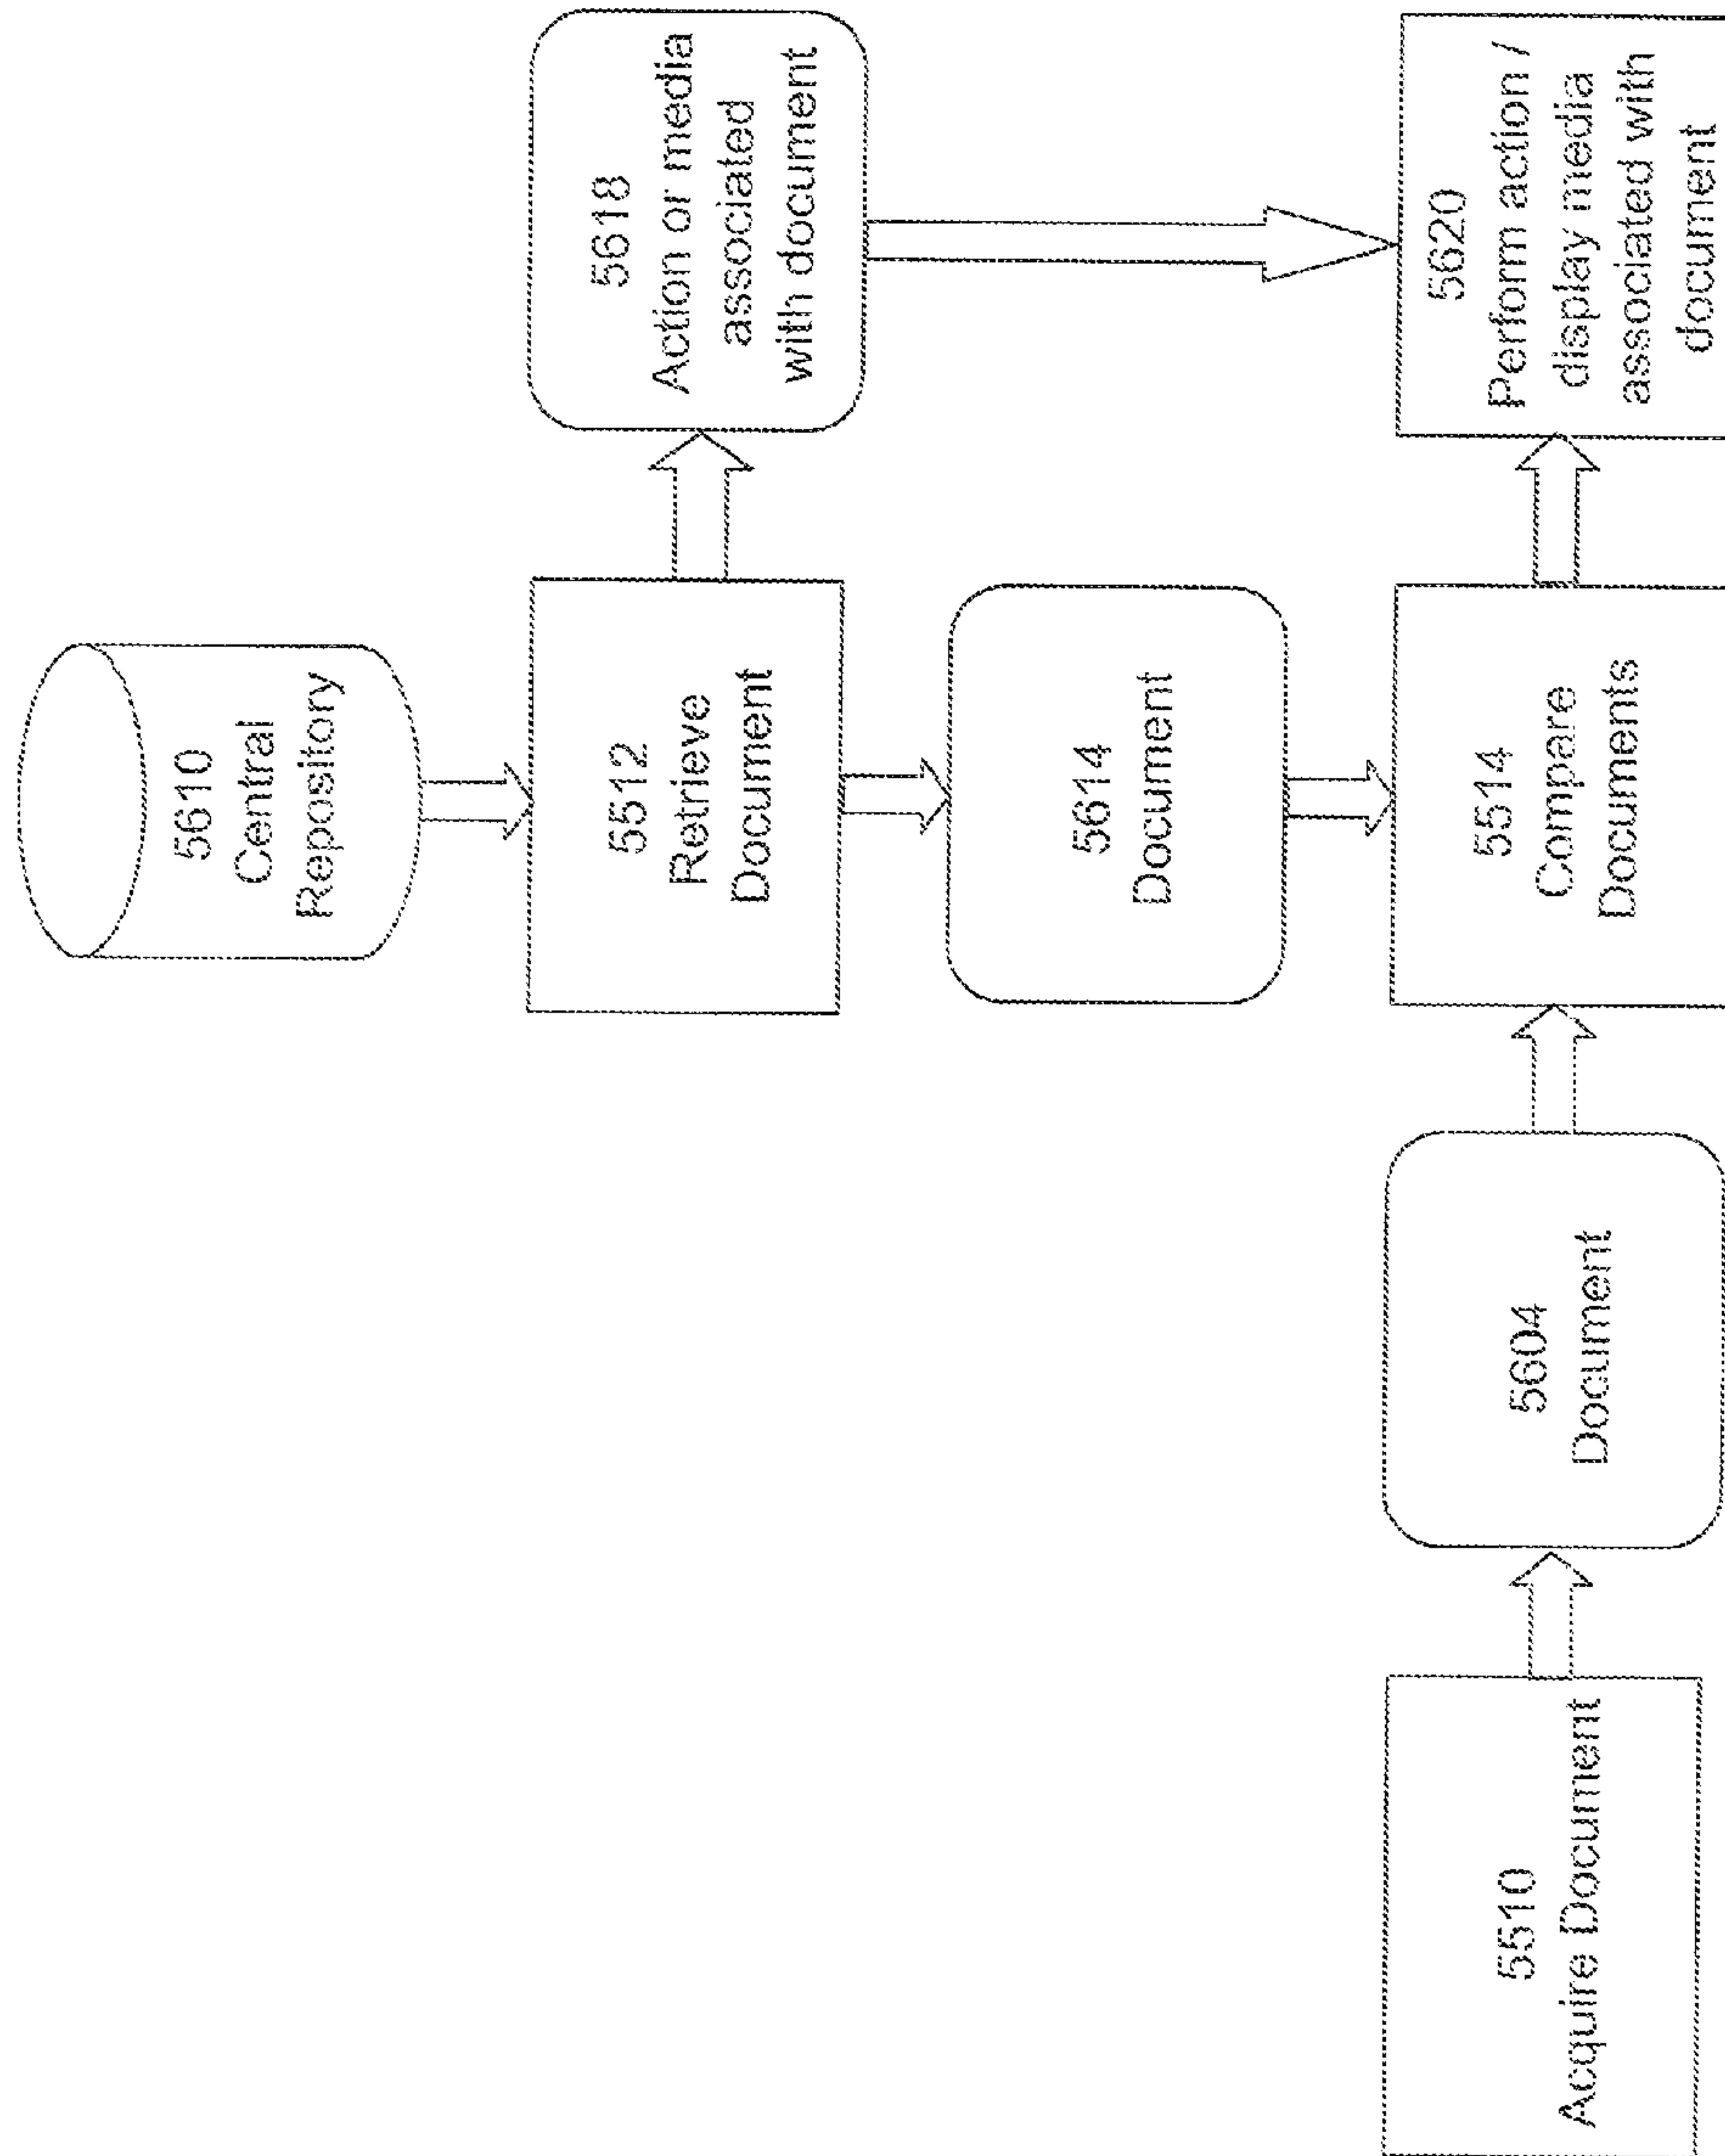 5610
Central
Repository
5512
Retrieve
Document
5618
Action or media
associated
with document
5614
Document
5510
Acquire Document
5604
Document
5514
Compare
Documents
5620
Perform action /
display media
associated with
document